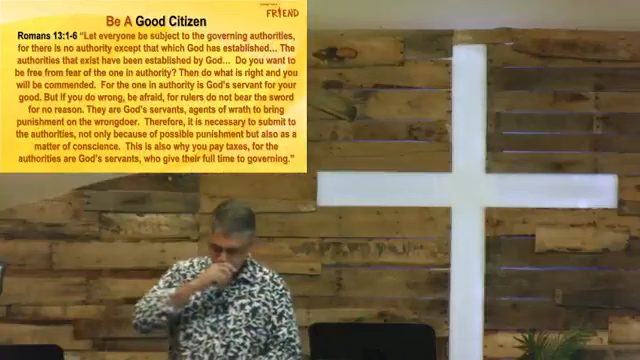 FRIEND
Be A Good Citizen
Romans 13:1-6 “Let everyone be subject to the governing authorities,
for there is no authority except that which God has established… The
authorities that exist have been established by God… Do you want to
be free from fear of the one in authority? Then do what is right and you
will be commended. For the one in authority is God’s servant for your
good. But if you do wrong, be afraid, for rulers do not bear the sword
for no reason. They are God’s servants, agents of wrath to bring
punishment on the wrongdoer. Therefore, it is necessary to submit to
the authorities, not only because of possible punishment but also as a
matter of conscience. This is also why you pay taxes, for the
authorities are God’s servants, who give their full time to governing.”